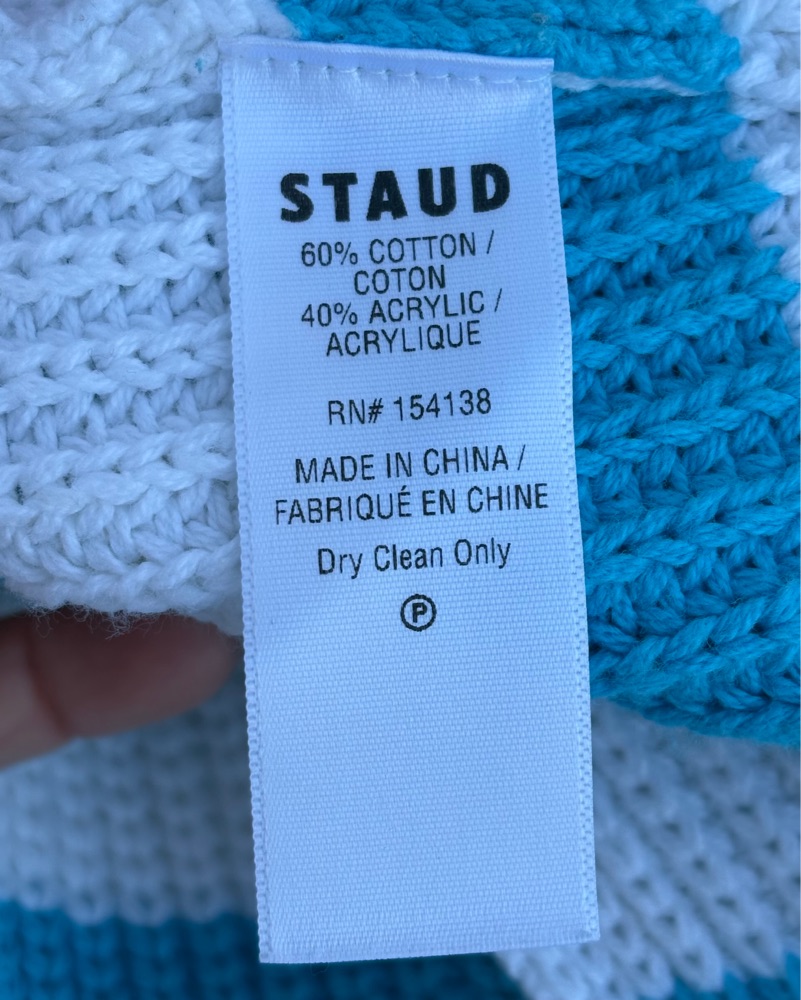 STAUD
60% COTTON /
COTON
40% ACRYLIC /
ACRYLIQUE
RN# 154138
MADE IN CHINA /
FABRIQUÉ EN CHINE
Dry Clean Only
Ⓟ